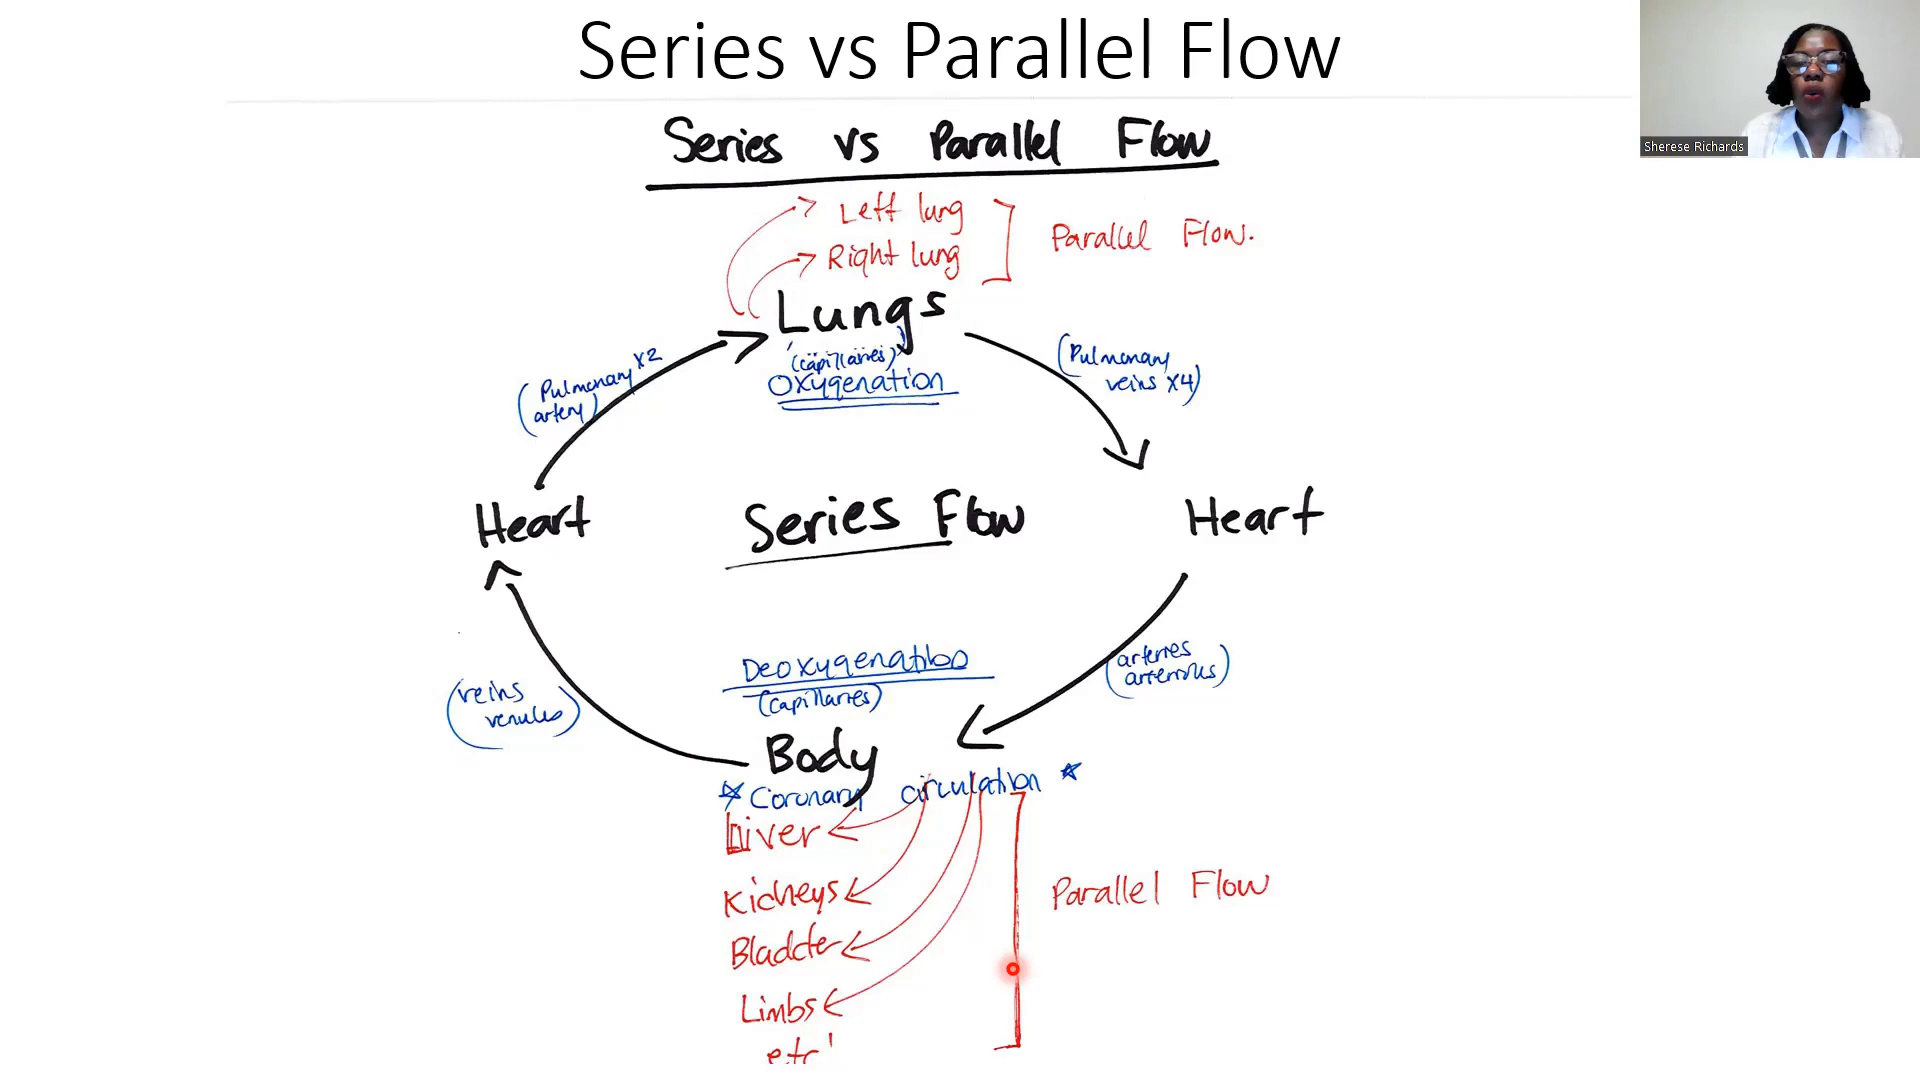 Series vs Parallel Flow
Sherese Richards
Series vs Parallel Flow
Left lung
Right lung
Parallel Flow.
Lungs
(capillaries)
Oxygenation
(Pulmonary x2
artery)
(Pulmonary
veins x4)
Heart
Series Flow
Heart
Deoxygenation
(capillaries)
(arteries
arterioles)
(veins
venules)
Body
* Coronary circulation *
Liver
Kidneys
Bladder
Limbs
etc'
Parallel Flow